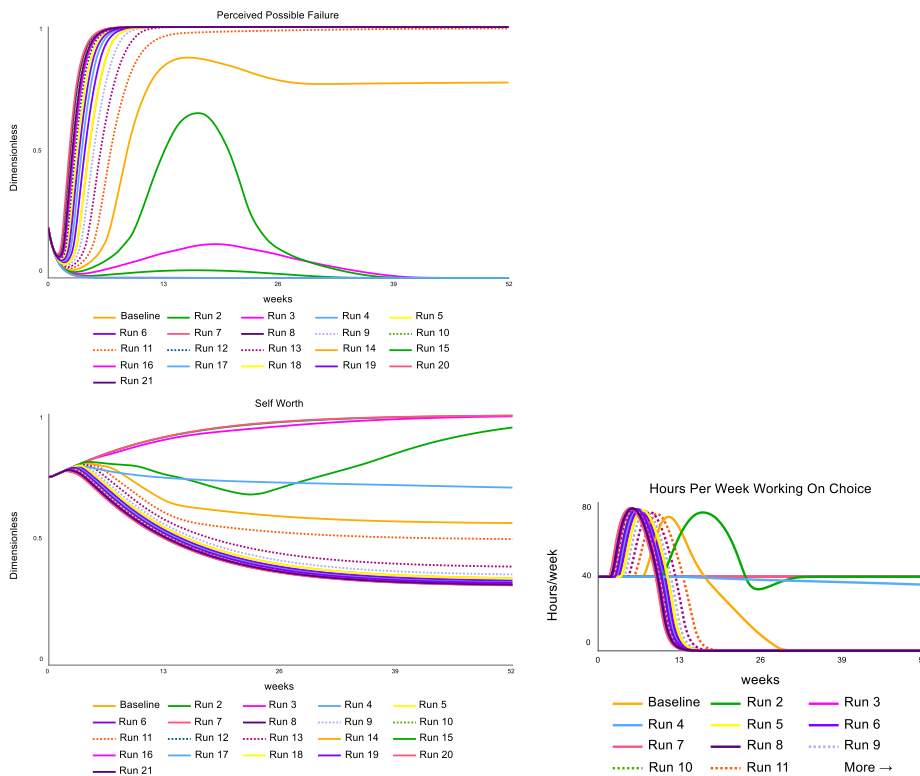 Perceived Possible Failure
1
0.5
0
Dimensionless
0 13 26 39 52
weeks
Baseline Run 2 Run 3 Run 4 Run 5
Run 6 Run 7 Run 8 Run 9 Run 10
Run 11 Run 12 Run 13 Run 14 Run 15
Run 16 Run 17 Run 18 Run 19 Run 20
Run 21
Self Worth
1
0.5
0
Dimensionless
0 13 26 39 52
weeks
Baseline Run 2 Run 3 Run 4 Run 5
Run 6 Run 7 Run 8 Run 9 Run 10
Run 11 Run 12 Run 13 Run 14 Run 15
Run 16 Run 17 Run 18 Run 19 Run 20
Run 21
Hours Per Week Working On Choice
80
40
0
Hours/week
0 13 26 39
weeks
Baseline Run 2 Run 3
Run 4 Run 5 Run 6
Run 7 Run 8 Run 9
Run 10 Run 11 More →